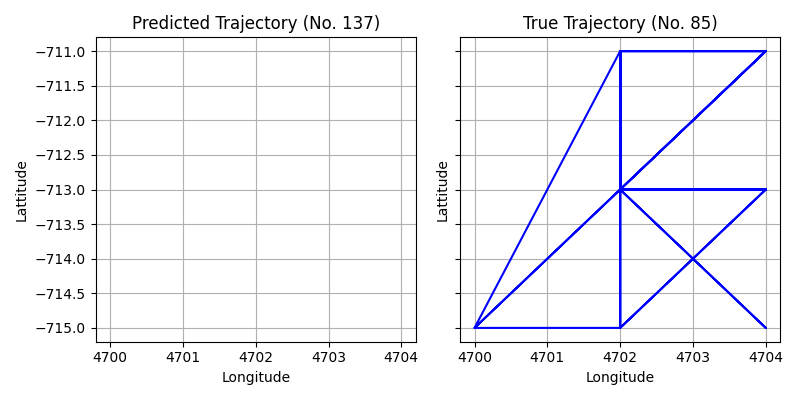 Predicted Trajectory (No. 137)
−711.0
−711.5
−712.0
−712.5
−713.0
−713.5
−714.0
−714.5
−715.0
Lattitude
4700 4701 4702 4703 4704
Longitude
True Trajectory (No. 85)
Lattitude
4700 4701 4702 4703 4704
Longitude